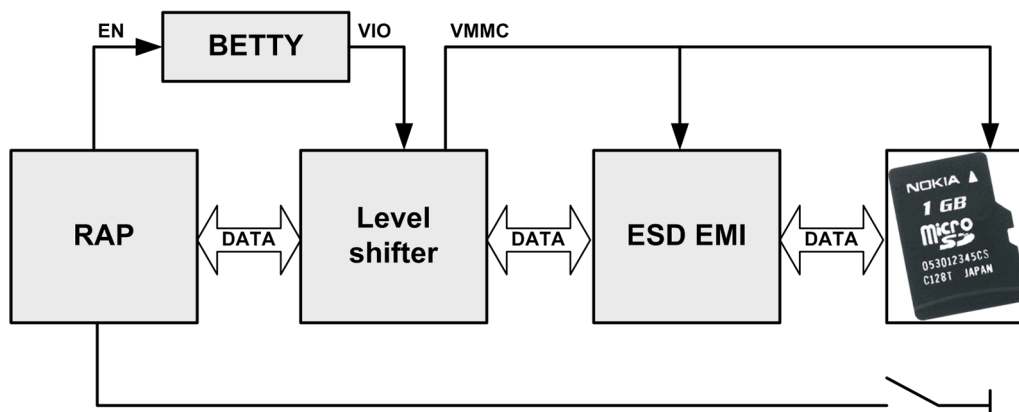 EN
BETTY
VIO
VMMC
RAP
DATA
Level
shifter
DATA
ESD EMI
DATA
NOKIA
1 GB
Micro
SD
053012345CS
C128T JAPAN